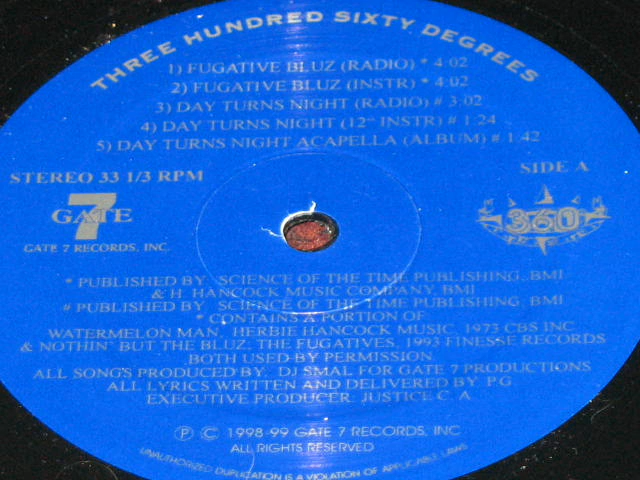 THREE HUNDRED SIXTY DEGREES
1) FUGATIVE BLUZ (RADIO) * 4:02
2) FUGATIVE BLUZ (INSTR) * 4:02
3) DAY TURNS NIGHT (RADIO) # 3:02
4) DAY TURNS NIGHT (12" INSTR) # 1:24
5) DAY TURNS NIGHT ACAPELLA (ALBUM) # 1:42
STEREO 33 1/3 RPM
SIDE A
7
GATE
360
GATE 7 RECORDS, INC.
* PUBLISHED BY SCIENCE OF THE TIME PUBLISHING, BMI
& H HANCOCK MUSIC COMPANY, BMI
# PUBLISHED BY SCIENCE OF THE TIME PUBLISHING, BMI
* CONTAINS A PORTION OF
WATERMELON MAN, HERBIE HANCOCK MUSIC, 1973 CBS INC
& NOTHIN' BUT THE BLUZ, THE FUGATIVES, 1993 FINESSE RECORDS
BOTH USED BY PERMISSION
ALL SONG'S PRODUCED BY: DJ SMAL FOR GATE 7 PRODUCTIONS
ALL LYRICS WRITTEN AND DELIVERED BY P.G
EXECUTIVE PRODUCER: JUSTICE C. A
Ⓟ © 1998-99 GATE 7 RECORDS, INC
ALL RIGHTS RESERVED
UNAUTHORIZED DUPLICATION IS A VIOLATION OF APPLICABLE LAWS